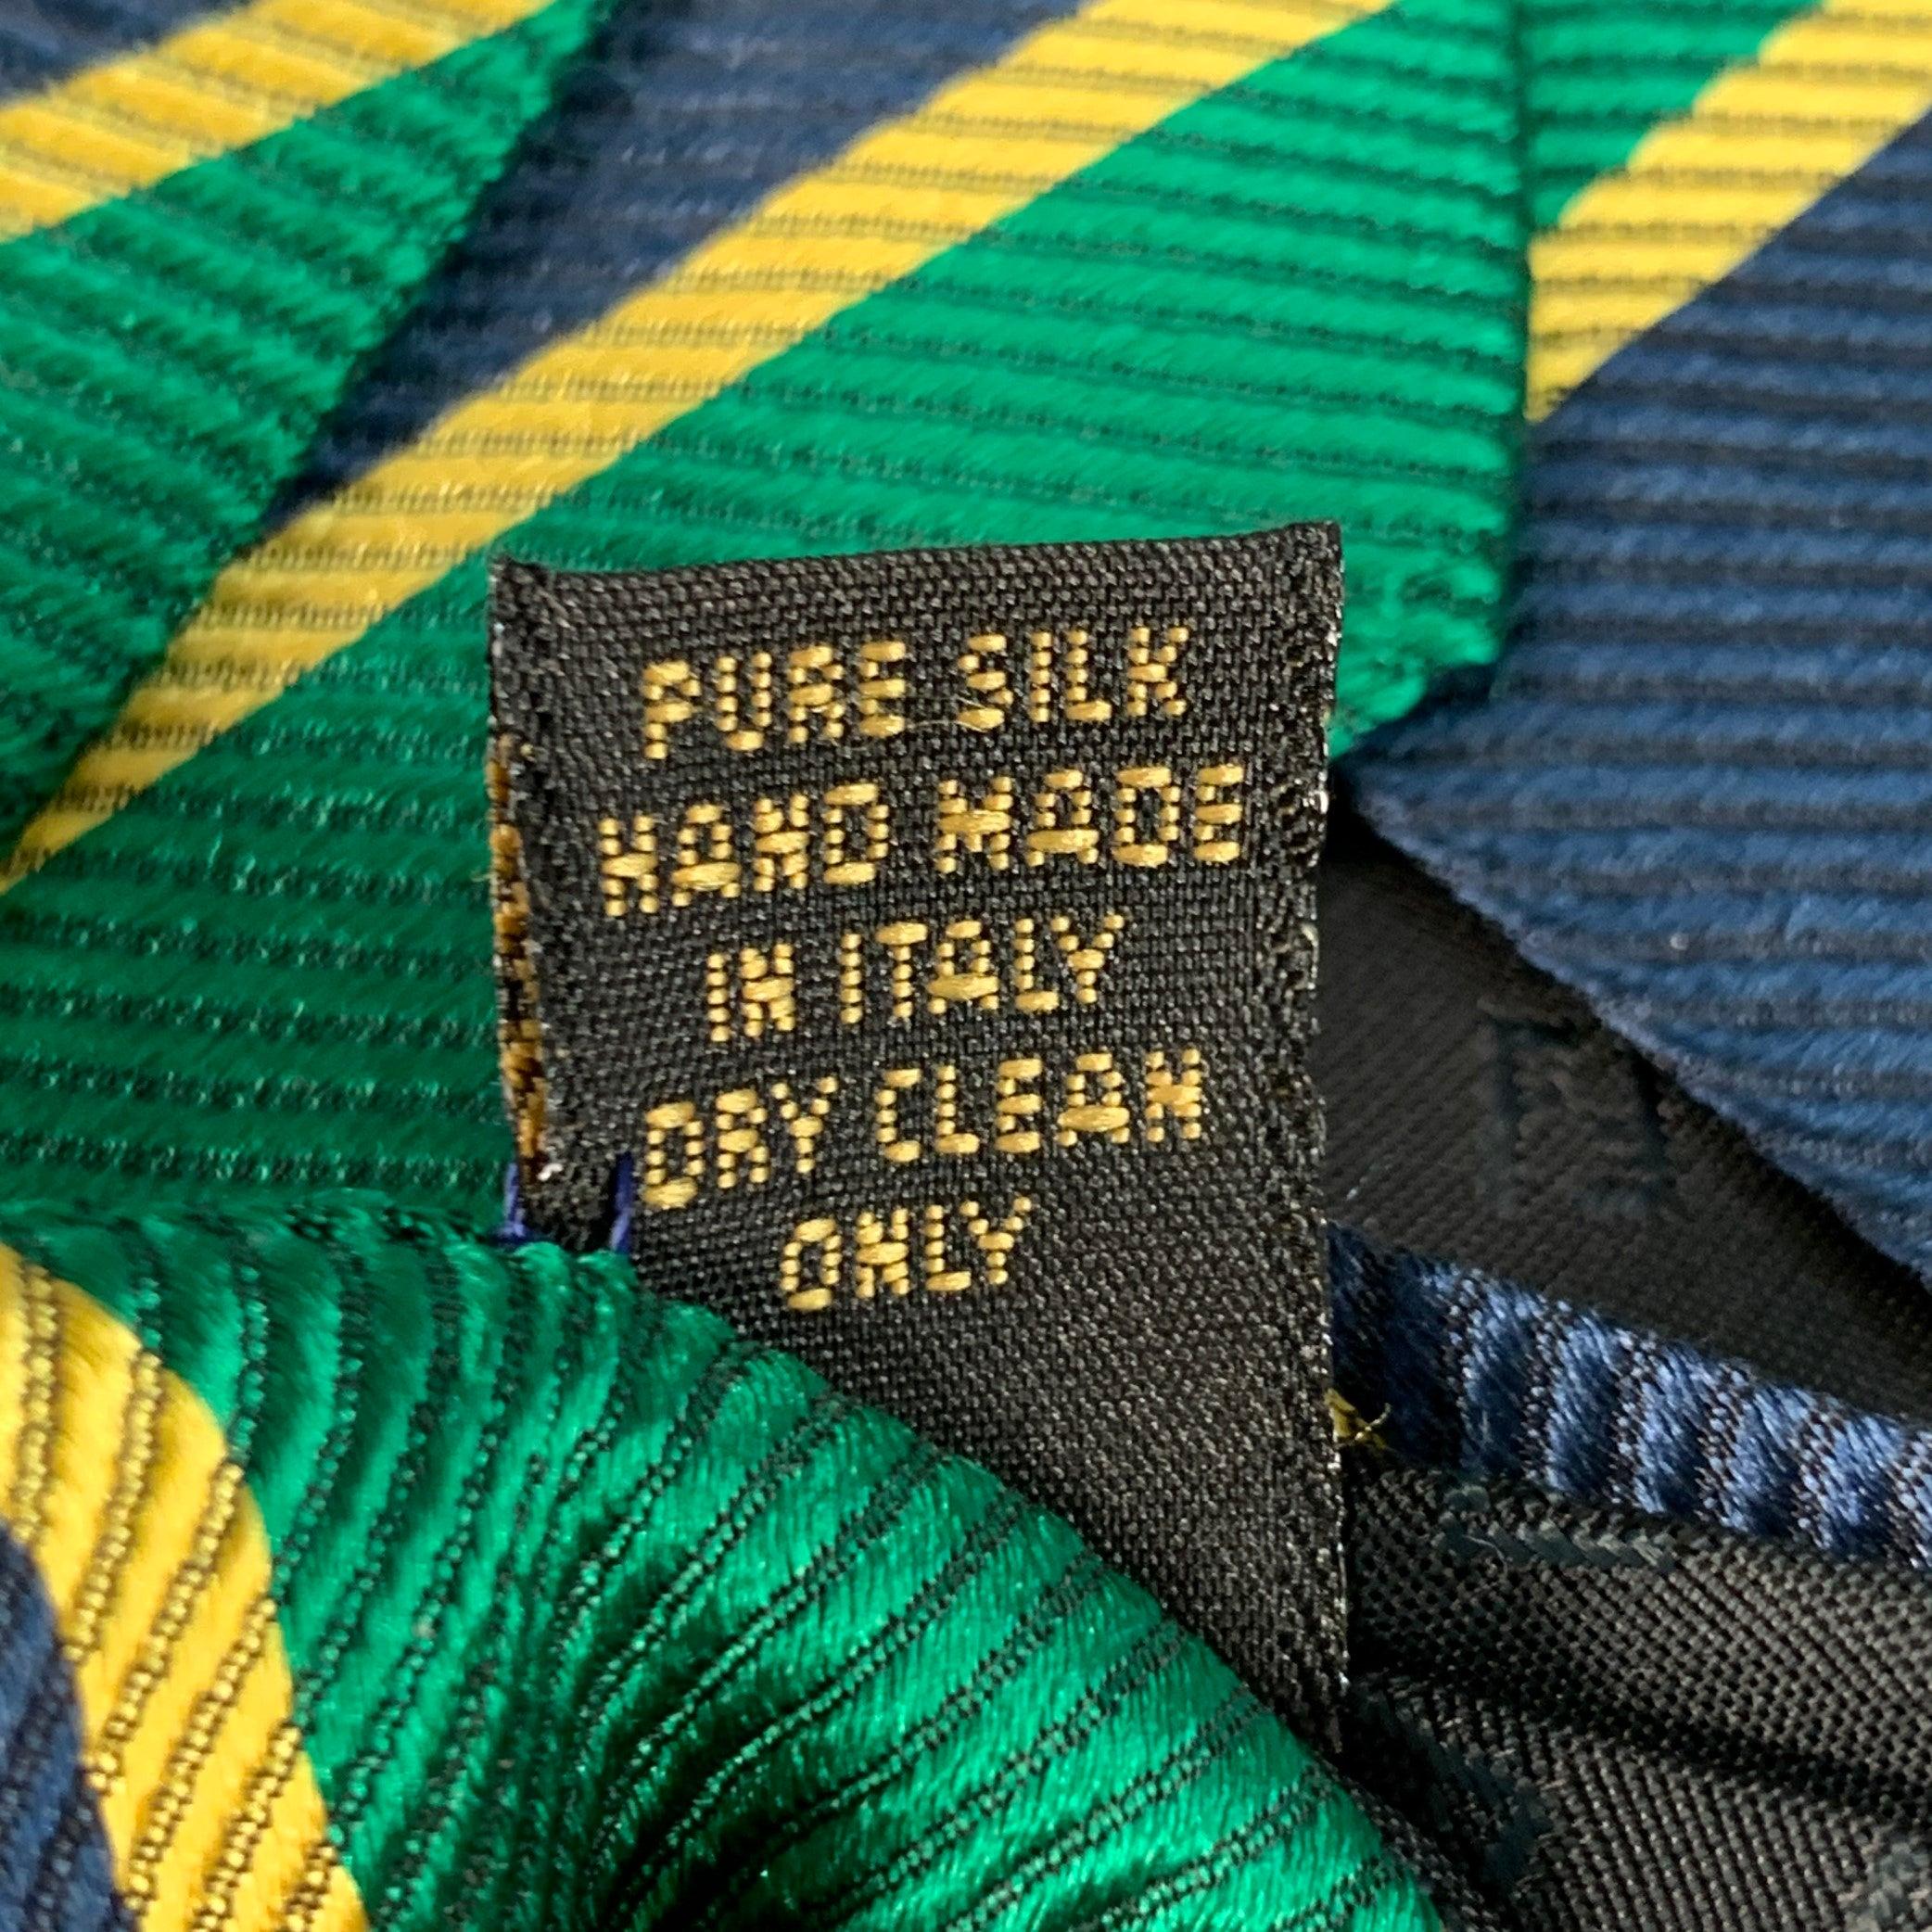 PURE SILK
HAND MADE
IN ITALY
DRY CLEAN
ONLY